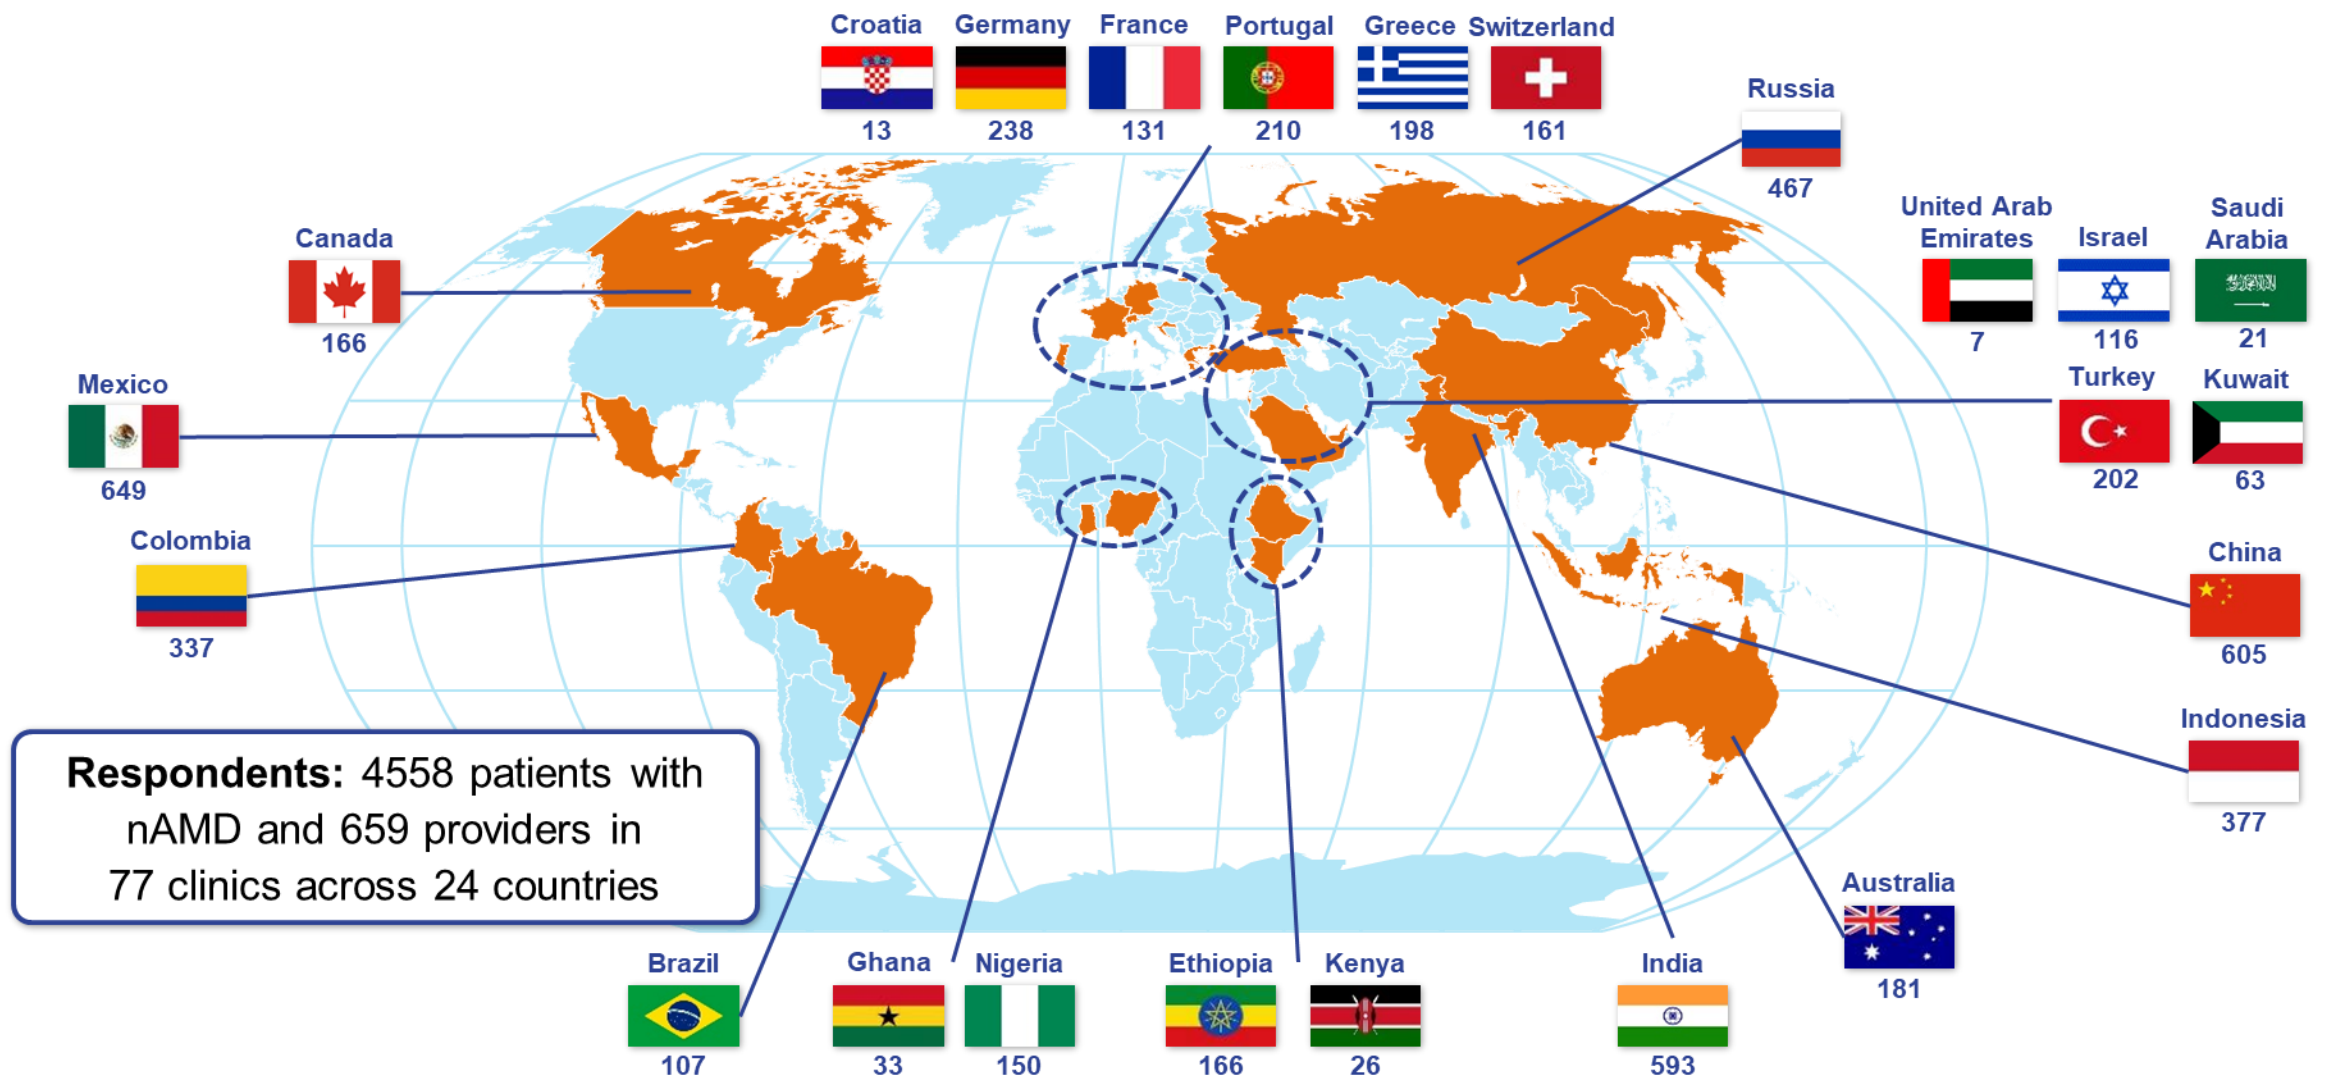 Croatia
13
Germany
238
France
131
Portugal
210
Greece
198
Switzerland
161
Russia
467
United Arab
Emirates
7
Israel
116
Saudi
Arabia
21
Turkey
202
Kuwait
63
Canada
166
Mexico
649
Colombia
337
China
605
Indonesia
377
Australia
181
Respondents: 4558 patients with
nAMD and 659 providers in
77 clinics across 24 countries
Brazil
107
Ghana
33
Nigeria
150
Ethiopia
166
Kenya
26
India
593